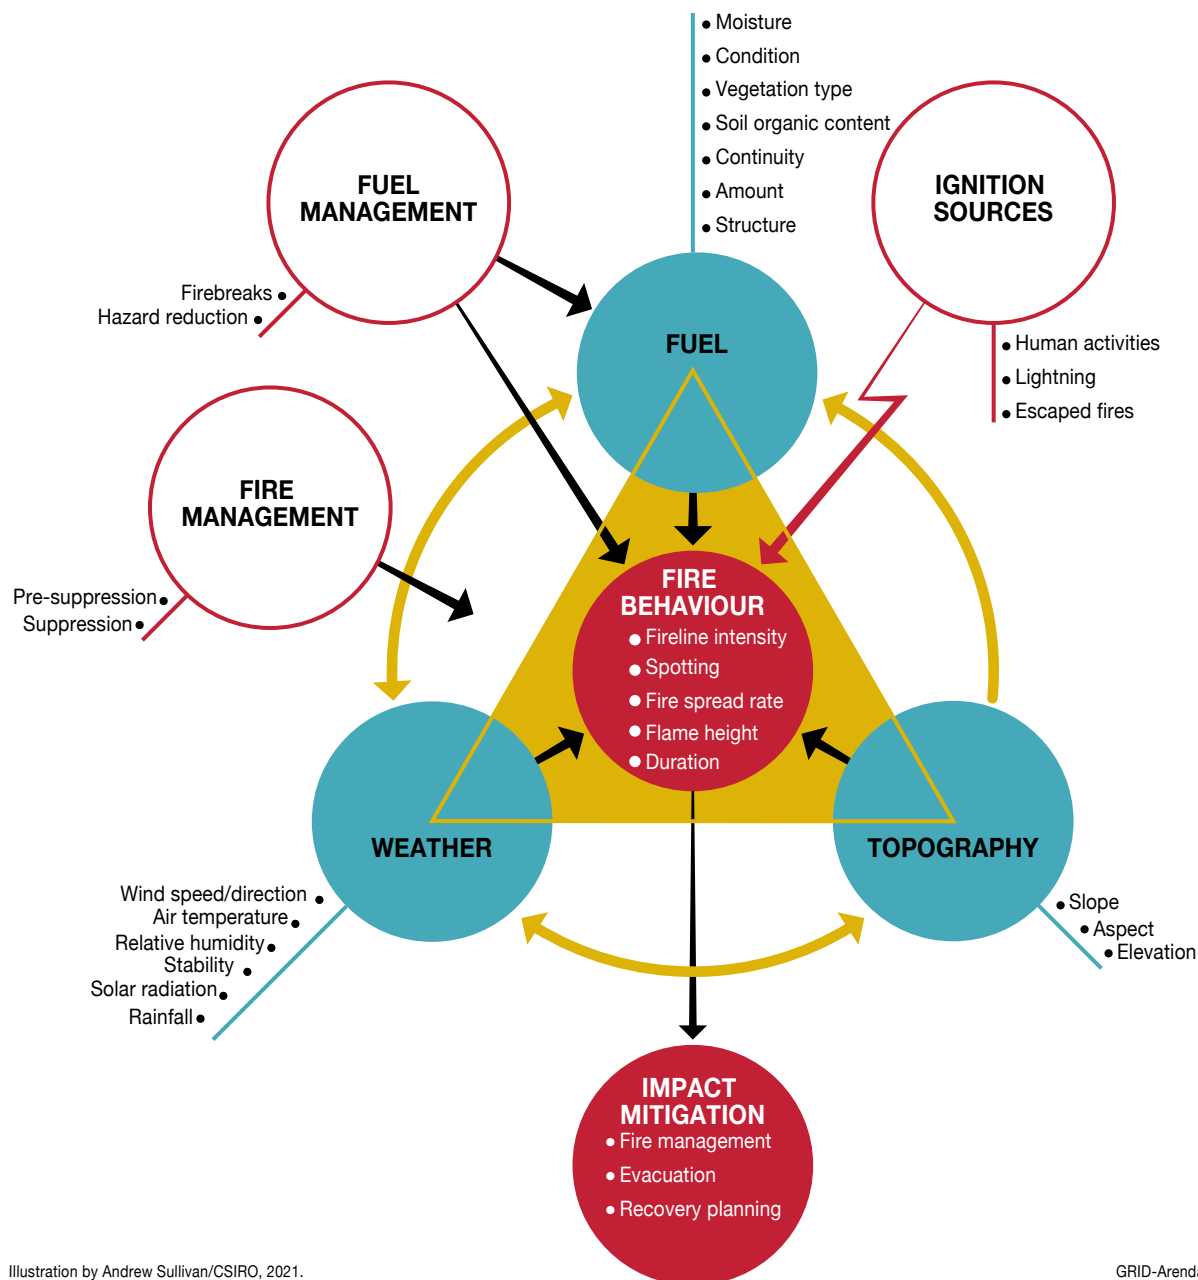 Moisture
Condition
Vegetation type
Soil organic content
Continuity
Amount
Structure
FUEL
MANAGEMENT
Firebreaks
Hazard reduction
IGNITION
SOURCES
Human activities
Lightning
Escaped fires
FUEL
FIRE
MANAGEMENT
Pre-suppression
Suppression
FIRE
BEHAVIOUR
Fireline intensity
Spotting
Fire spread rate
Flame height
Duration
WEATHER
Wind speed/direction
Air temperature
Relative humidity
Stability
Solar radiation
Rainfall
TOPOGRAPHY
Slope
Aspect
Elevation
IMPACT
MITIGATION
Fire management
Evacuation
Recovery planning
Illustration by Andrew Sullivan/CSIRO, 2021.
GRID-Arenda